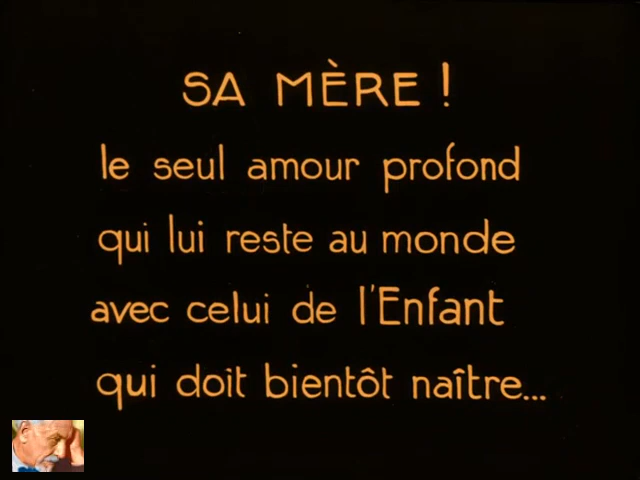 SA MÈRE !
le seul amour profond
qui lui reste au monde
avec celui de l'Enfant
qui doit bientôt naître...